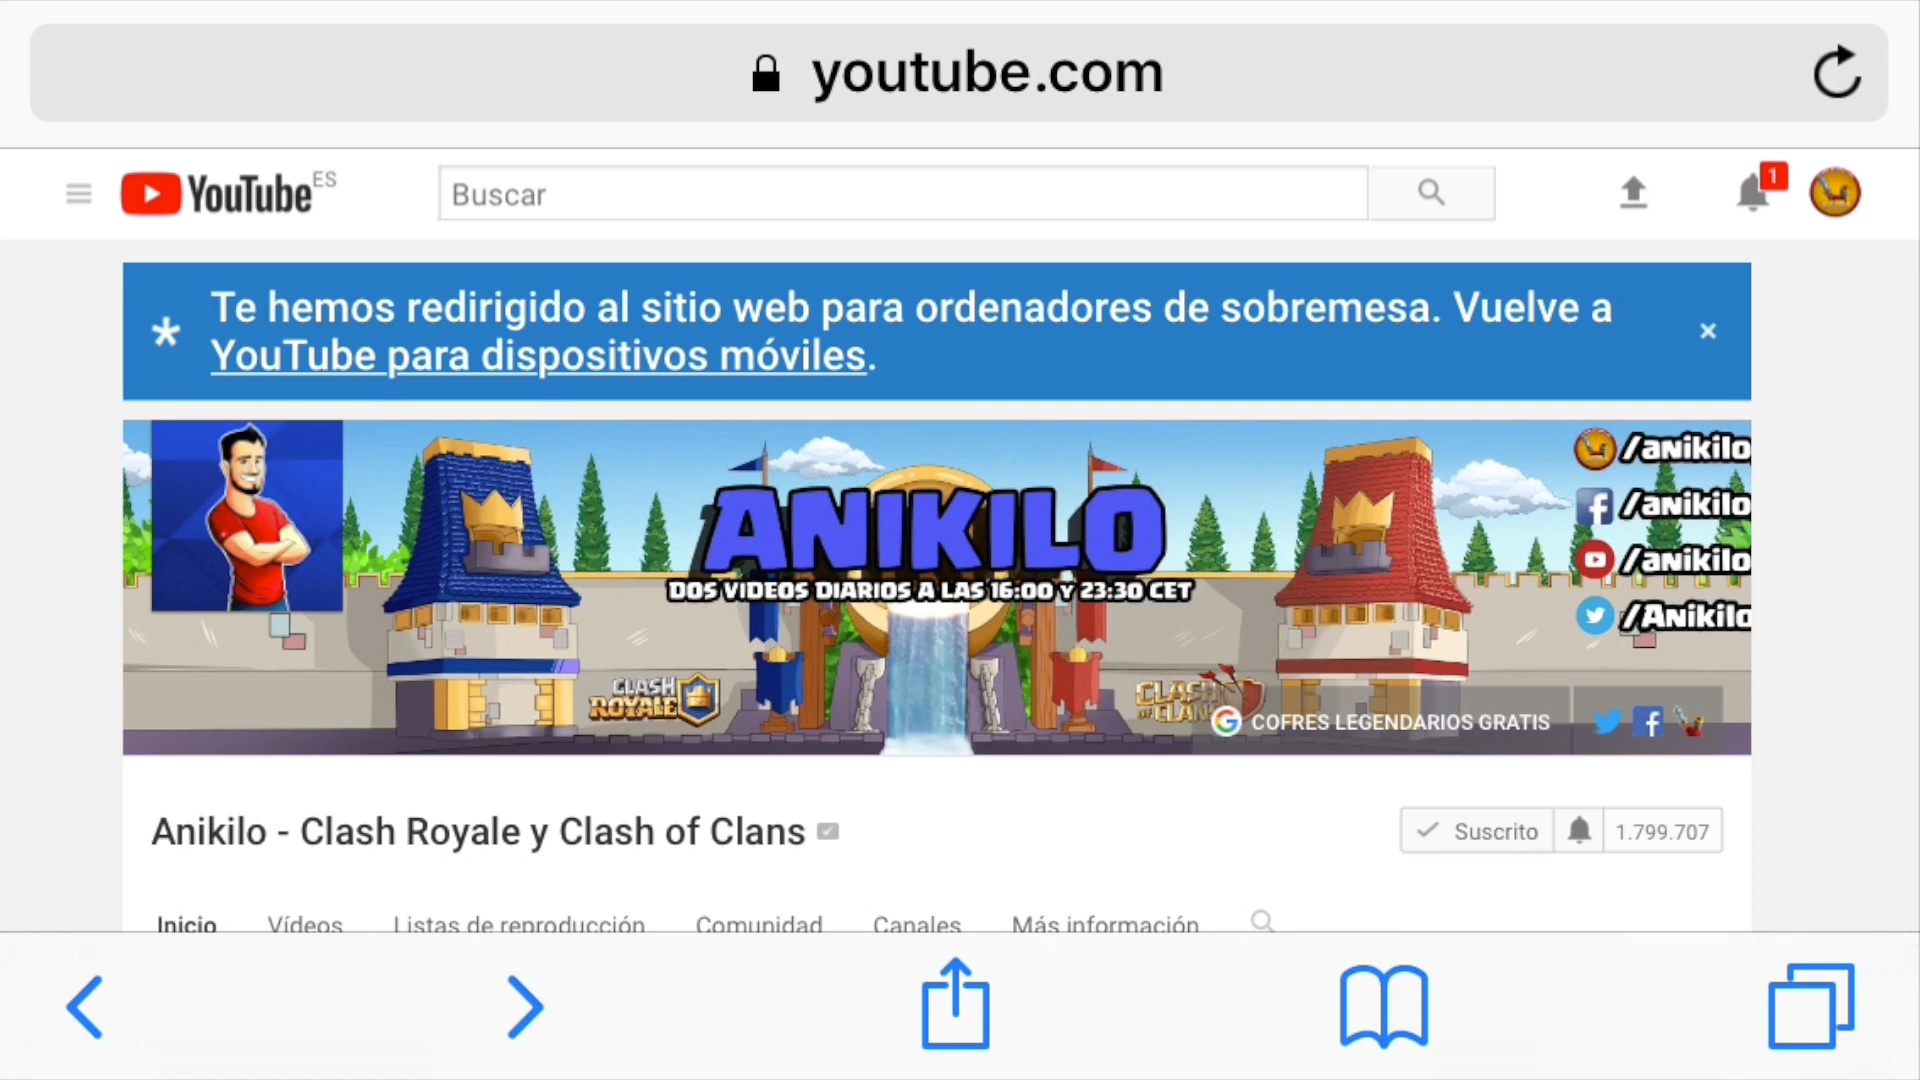 youtube.com
YouTube ES
Buscar
1
Te hemos redirigido al sitio web para ordenadores de sobremesa. Vuelve a
YouTube para dispositivos móviles.
/anikilo
/anikilo
/anikilo
/Anikilo
ANIKILO
DOS VIDEOS DIARIOS A LAS 16:00 Y 23:30 CET
CLASH
ROYALE
CLASH
OF CLANS
COFRES LEGENDARIOS GRATIS
Anikilo - Clash Royale y Clash of Clans
Suscrito 1.799.707
Inicio Vídeos Listas de reproducción Comunidad Canales Más información